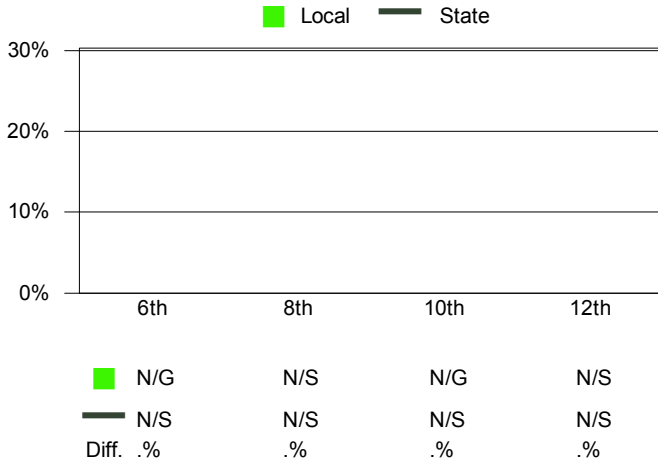 Local State
30%
20%
10%
0%
6th 8th 10th 12th
N/G N/S N/G N/S
N/S N/S N/S N/S
Diff. .% .% .% .%